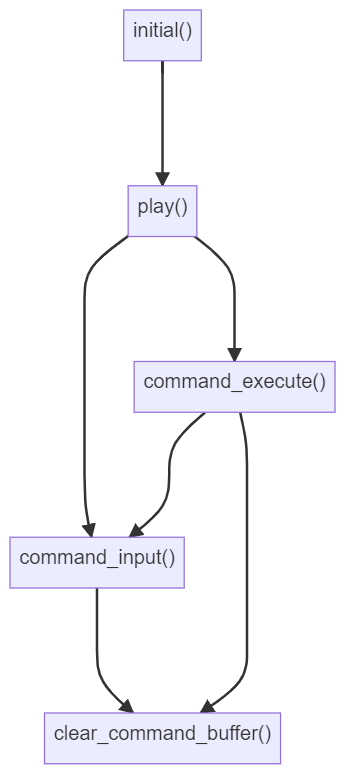 initial()
play()
command_execute()
command_input()
clear_command_buffer()